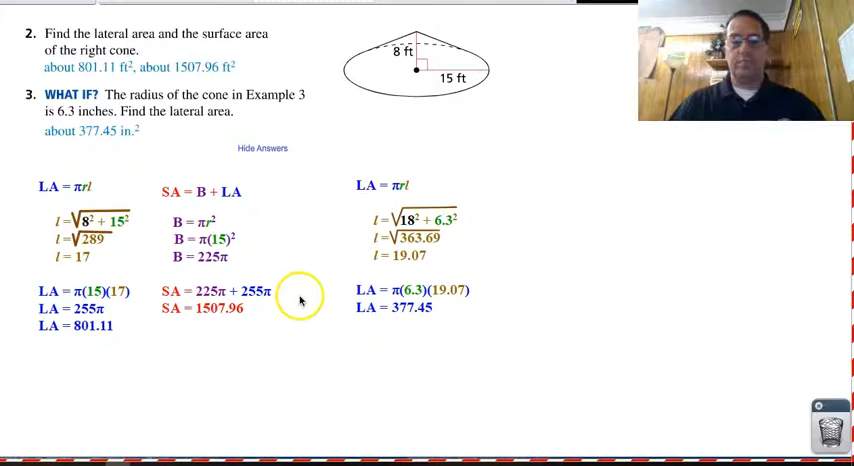 2. Find the lateral area and the surface area
of the right cone.
about 801.11 ft², about 1507.96 ft²
8 ft
15 ft
3. WHAT IF? The radius of the cone in Example 3
is 6.3 inches. Find the lateral area.
about 377.45 in.²
Hide Answers
LA = πrl
l = √8² + 15²
l = √289
l = 17
LA = π(15)(17)
LA = 255π
LA = 801.11
SA = B + LA
B = πr²
B = π(15)²
B = 225π
SA = 225π + 255π
SA = 1507.96
LA = πrl
l = √18² + 6.3²
l = √363.69
l = 19.07
LA = π(6.3)(19.07)
LA = 377.45